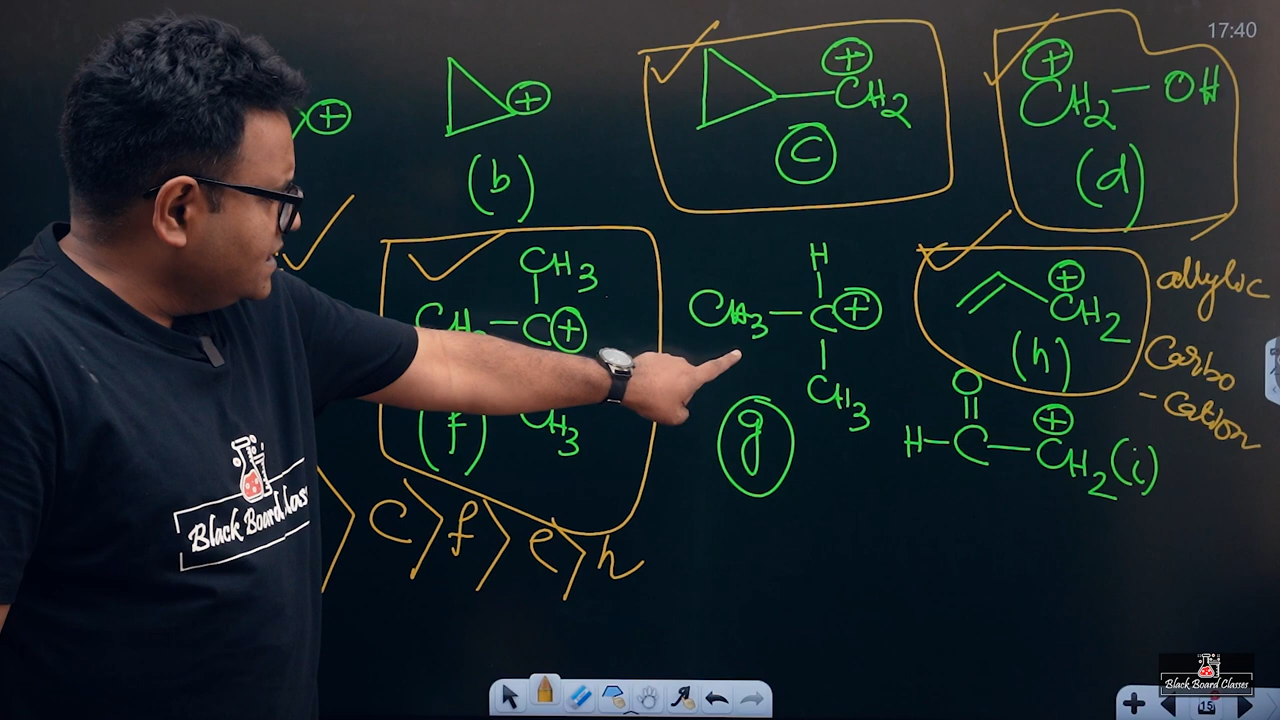 17:40
⊕
⊕
(b)
⊕
CH2
C
⊕
CH2—OH
(d)
CH3
C⊕
CH3
(f)
H
CH3—C⊕
CH3
g
⊕
CH2
(h)
allylic
Carbo
-cation
O
H—C—CH2 (i)
⊕
> C > f > e > h
Black Board Classes
15
Black Board Classes